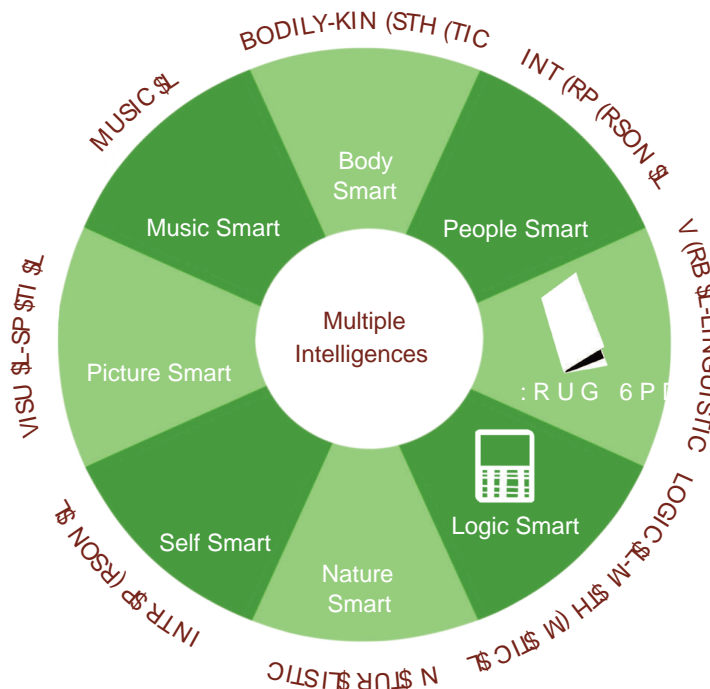 BODILY-KIN (STH (TIC
INT (RP (RSON $L
MUSIC $L
Body
Smart
Music Smart
People Smart
V (RB $L-LINGUISTIC
VISU $L-SP $TI $L
Multiple
Intelligences
Picture Smart
:RUG 6P
Logic Smart
LOGIC $L-M $TH (M $TIC $L
Self Smart
INTR $P (RSON $L
Nature
Smart
N $TUR $LISTIC